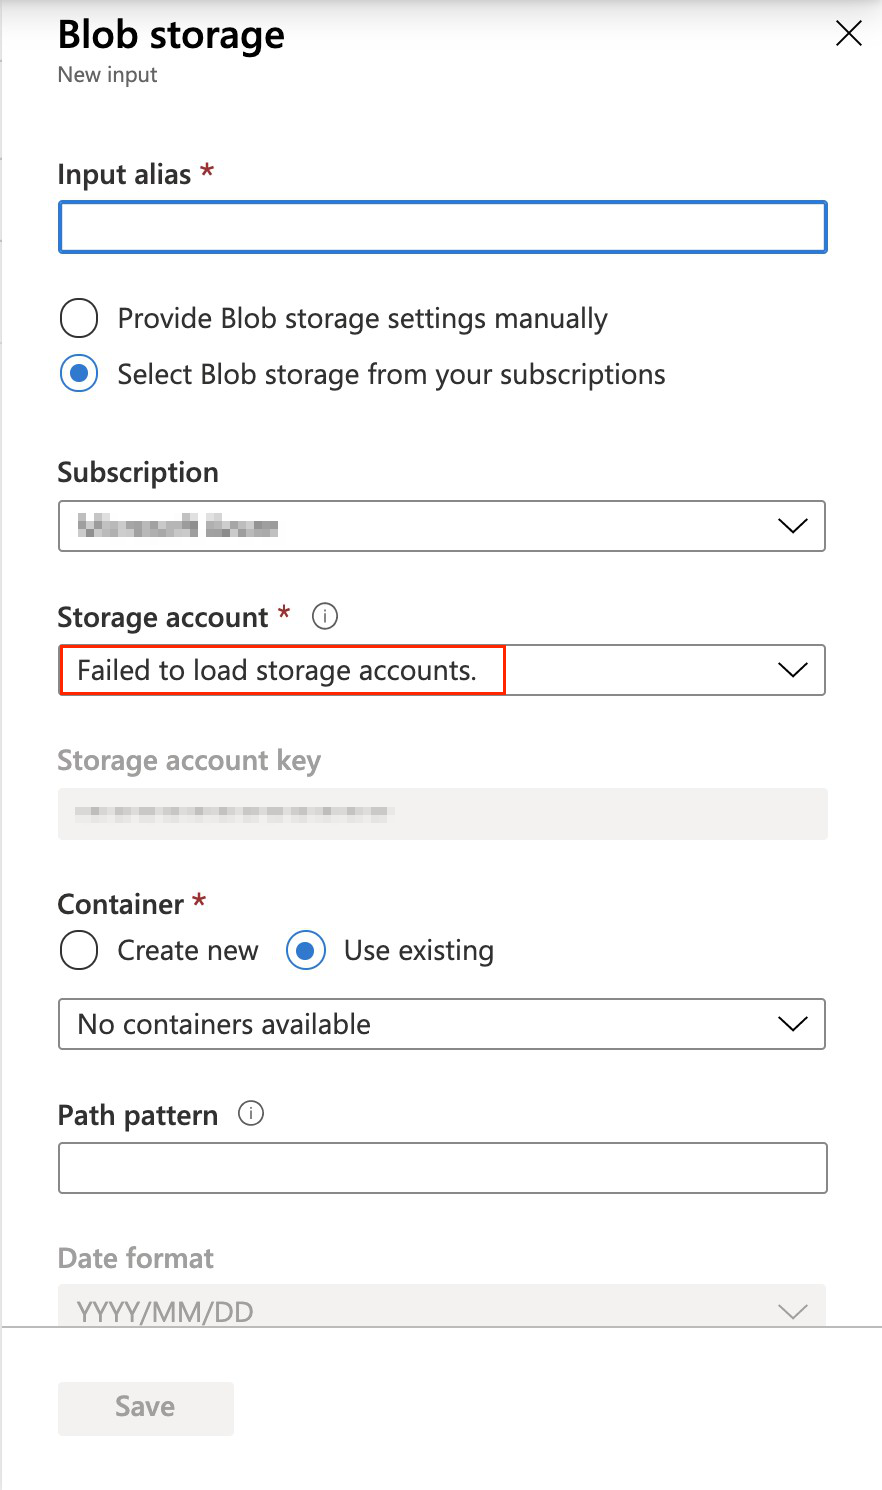 Blob storage
New input
Input alias *
Provide Blob storage settings manually
Select Blob storage from your subscriptions
Subscription
Storage account *
Failed to load storage accounts.
Storage account key
Container *
Create new Use existing
No containers available
Path pattern
Date format
YYYY/MM/DD
Save